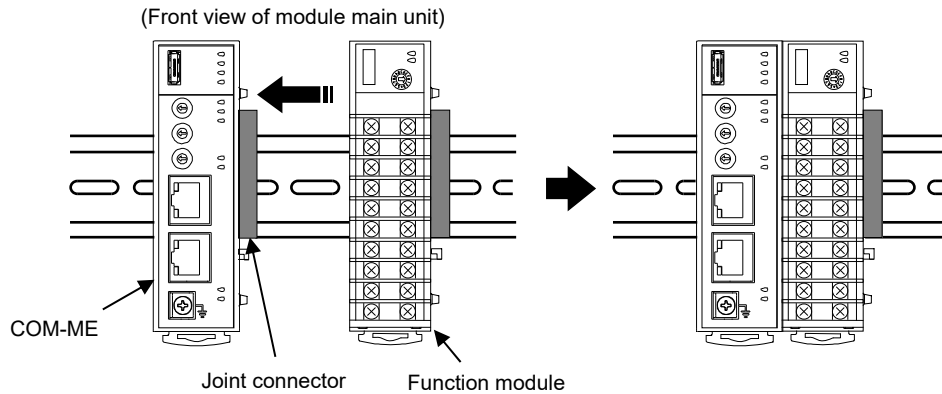 (Front view of module main unit)
COM-ME
Joint connector
Function module